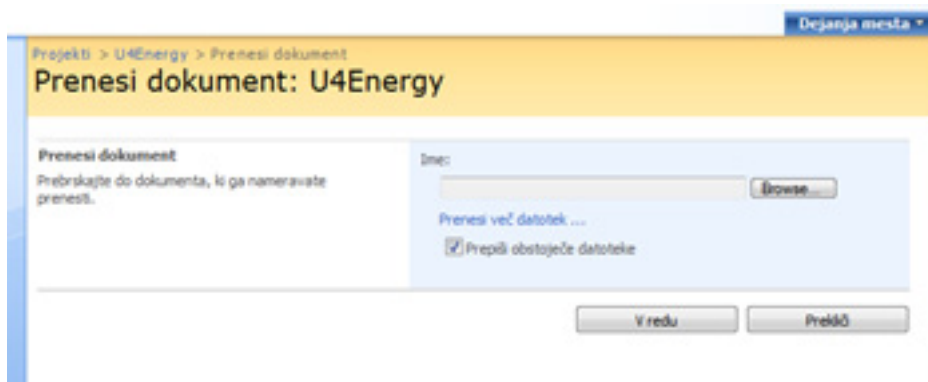 Dejanja mesta
Projekti > U4Energy > Prenesi dokument
Prenesi dokument: U4Energy
Prenesi dokument
Prebrskajte do dokumenta, ki ga nameravate
prenesti.
Ime:
Browse...
Prenesi več datotek ...
Prepiši obstoječe datoteke
V redu
Prekliči